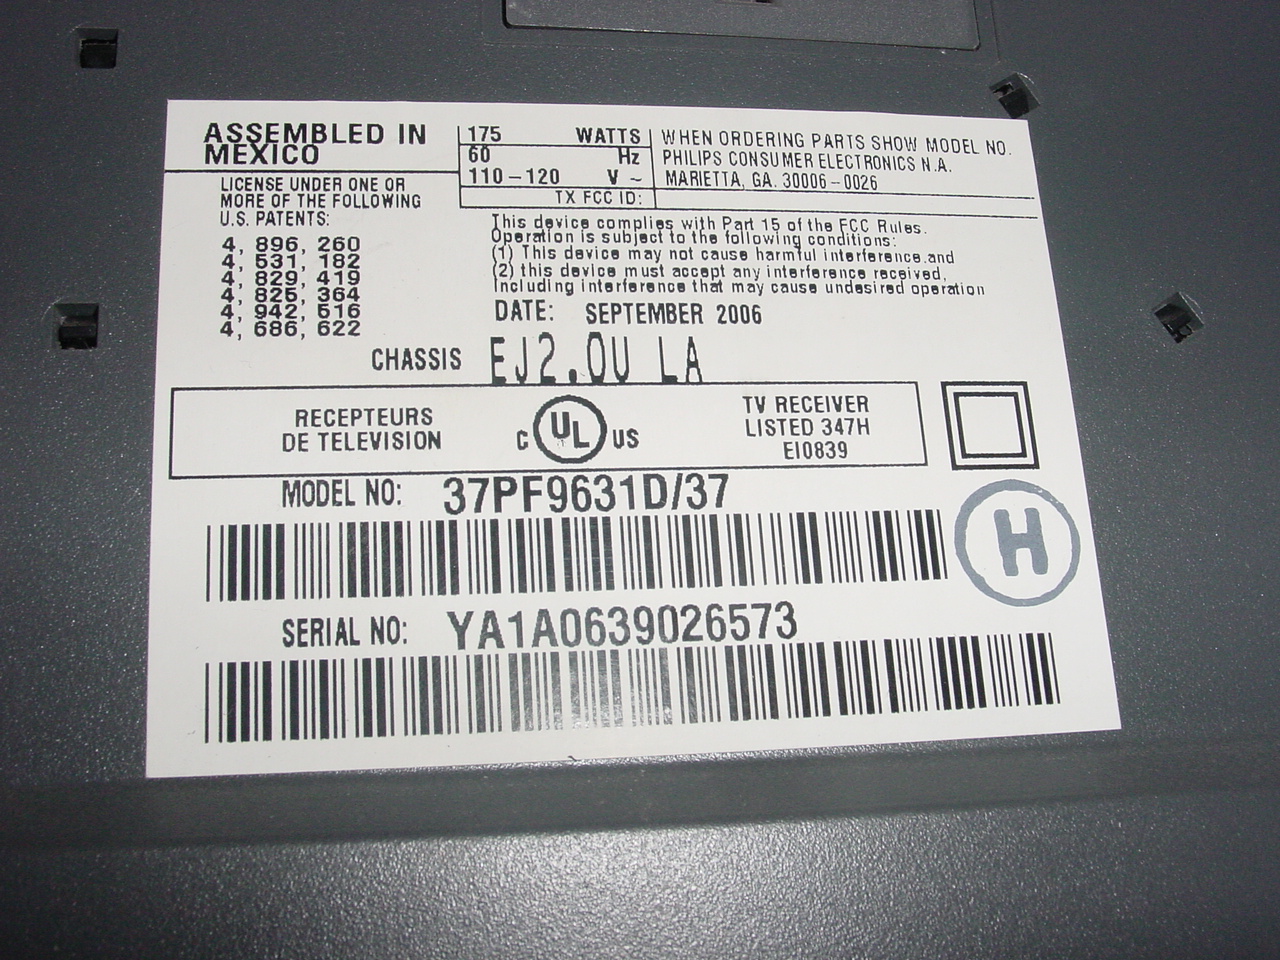 ASSEMBLED IN
MEXICO
175 WATTS
60 Hz
110-120 V ~
TX FCC ID:
WHEN ORDERING PARTS SHOW MODEL NO.
PHILIPS CONSUMER ELECTRONICS N.A.
MARIETTA, GA. 30006-0026
LICENSE UNDER ONE OR
MORE OF THE FOLLOWING
U.S. PATENTS:
4, 896, 260
4, 531, 182
4, 829, 419
4, 825, 364
4, 942, 516
4, 686, 622
This device complies with Part 15 of the FCC Rules.
Operation is subject to the following conditions:
(1) This device may not cause harmful interference.and
(2) this device must accept any interference received,
Including interference that may cause undesired operation
DATE: SEPTEMBER 2006
CHASSIS EJ2.0U LA
RECEPTEURS
DE TELEVISION
C UL US
TV RECEIVER
LISTED 347H
EI0839
MODEL NO: 37PF9631D/37
H
SERIAL NO: YA1A0639026573